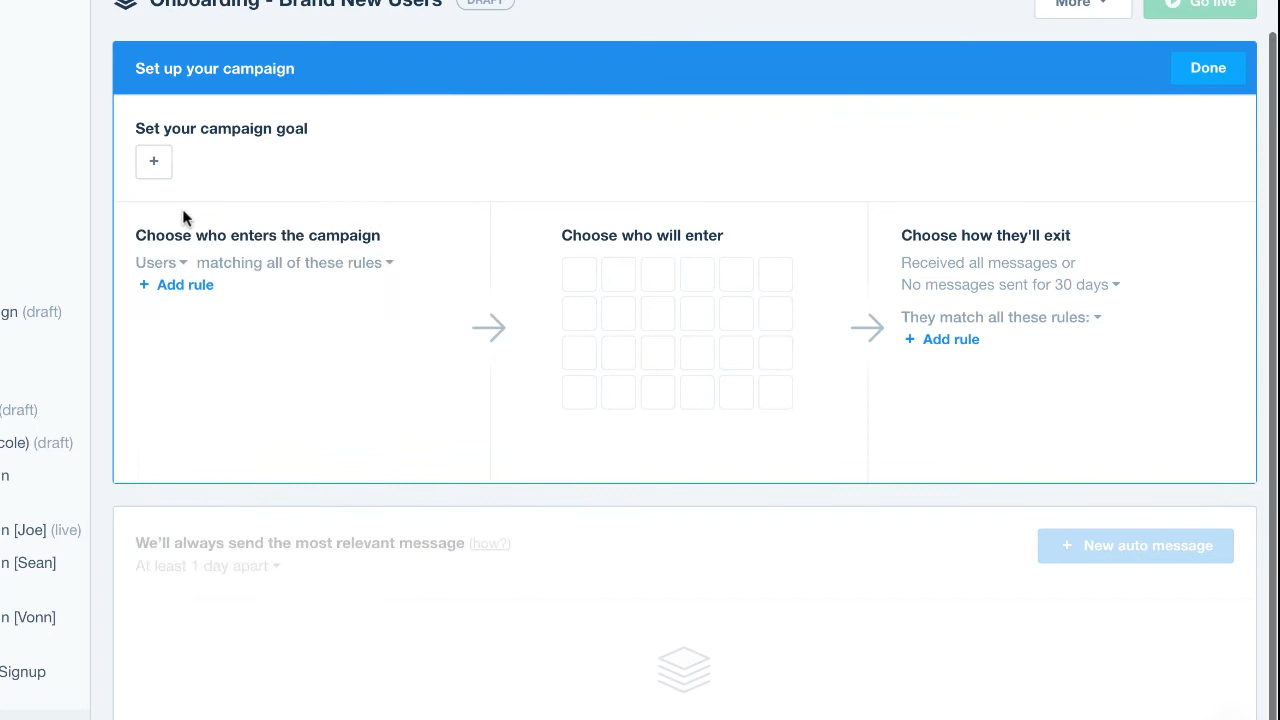 Onboarding - Brand New Users
DRAFT
More
Go live
Set up your campaign
Done
Set your campaign goal
+
Choose who enters the campaign
Users matching all of these rules
+ Add rule
Choose who will enter
Choose how they'll exit
Received all messages or
No messages sent for 30 days
They match all these rules:
+ Add rule
gn (draft)
(draft)
cole) (draft)
n
n [Joe] (live)
n [Sean]
n [Vonn]
Signup
We'll always send the most relevant message (how?)
At least 1 day apart
+ New auto message